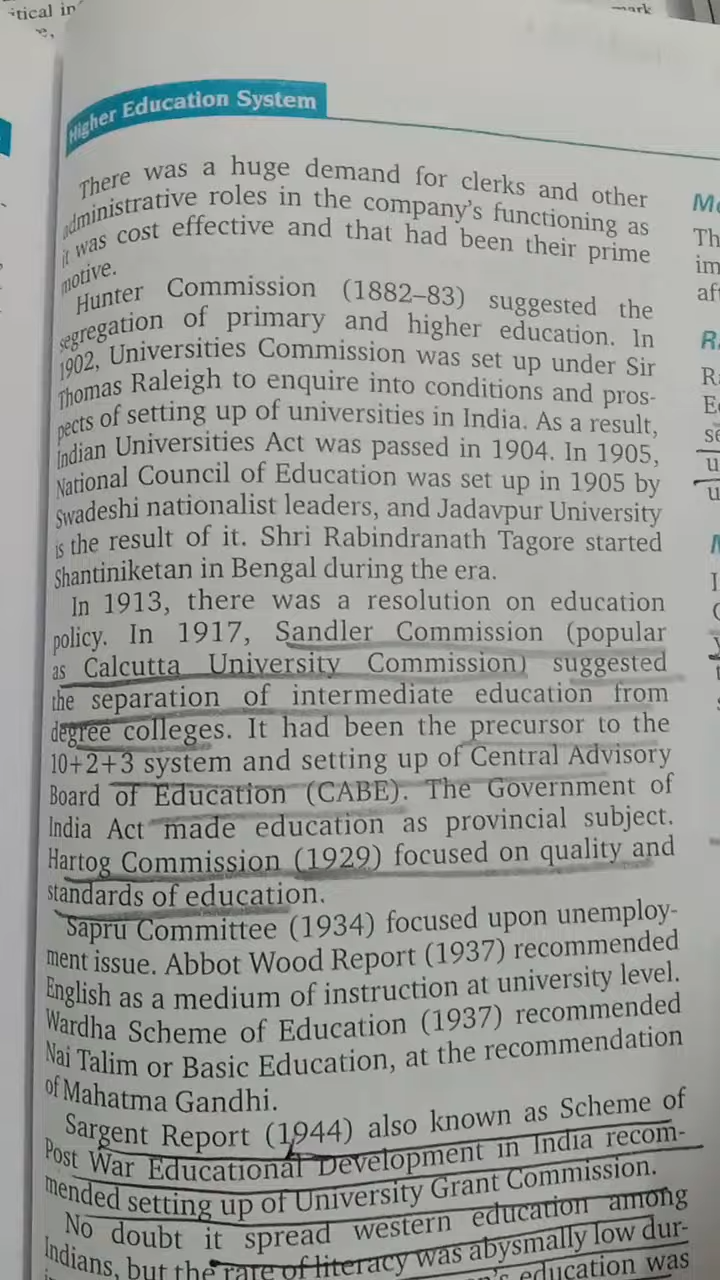 itical in
mark
e,
Higher Education System
There was a huge demand for clerks and other
administrative roles in the company's functioning as
it was cost effective and that had been their prime
motive.
Hunter Commission (1882–83) suggested the
segregation of primary and higher education. In
1902, Universities Commission was set up under Sir
Thomas Raleigh to enquire into conditions and pros-
pects of setting up of universities in India. As a result,
Indian Universities Act was passed in 1904. In 1905,
National Council of Education was set up in 1905 by
Swadeshi nationalist leaders, and Jadavpur University
is the result of it. Shri Rabindranath Tagore started
Shantiniketan in Bengal during the era.
In 1913, there was a resolution on education
policy. In 1917, Sandler Commission (popular
as Calcutta University Commission) suggested
the separation of intermediate education from
degree colleges. It had been the precursor to the
10+2+3 system and setting up of Central Advisory
Board of Education (CABE). The Government of
India Act made education as provincial subject.
Hartog Commission (1929) focused on quality and
standards of education.
Sapru Committee (1934) focused upon unemploy-
ment issue. Abbot Wood Report (1937) recommended
English as a medium of instruction at university level.
Wardha Scheme of Education (1937) recommended
Nai Talim or Basic Education, at the recommendation
of Mahatma Gandhi.
Sargent Report (1944) also known as Scheme of
Post War Educational Development in India recom-
mended setting up of University Grant Commission.
No doubt it spread western education among
Indians, but the rate of literacy was abysmally low dur-
education was
M
Th
im
aft
R
R
E
se
u
u